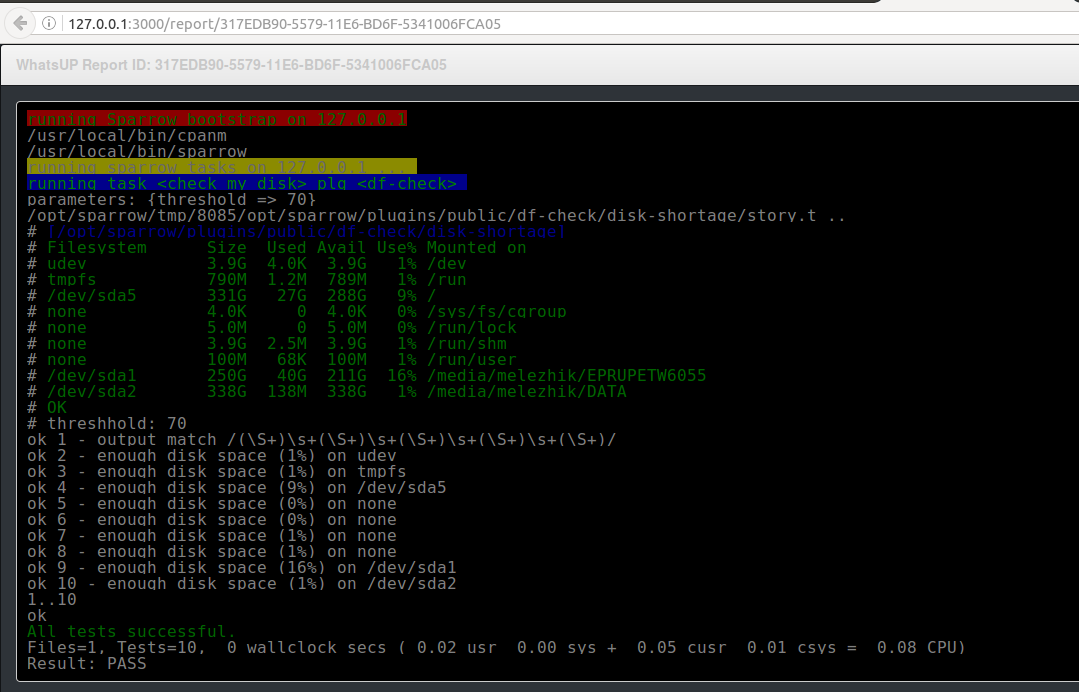 127.0.0.1:3000/report/317EDB90-5579-11E6-BD6F-5341006FCA05
WhatsUP Report ID: 317EDB90-5579-11E6-BD6F-5341006FCA05
running Sparrow bootstrap on 127.0.0.1
/usr/local/bin/cpanm
/usr/local/bin/sparrow
running sparrow tasks on 127.0.0.1 ...
running task <check my disk> plg <df-check>
parameters: {threshold => 70}
/opt/sparrow/tmp/8085/opt/sparrow/plugins/public/df-check/disk-shortage/story.t ..
# [/opt/sparrow/plugins/public/df-check/disk-shortage]
# Filesystem      Size  Used Avail Use% Mounted on
# udev            3.9G  4.0K  3.9G   1% /dev
# tmpfs           790M  1.2M  789M   1% /run
# /dev/sda5       331G   27G  288G   9% /
# none            4.0K     0  4.0K   0% /sys/fs/cgroup
# none            5.0M     0  5.0M   0% /run/lock
# none            3.9G  2.5M  3.9G   1% /run/shm
# none            100M   68K  100M   1% /run/user
# /dev/sda1       250G   40G  211G  16% /media/melezhik/EPRUPETW6055
# /dev/sda2       338G  138M  338G   1% /media/melezhik/DATA
# OK
# threshhold: 70
ok 1 - output match /(\S+)\s+(\S+)\s+(\S+)\s+(\S+)\s+(\S+)/
ok 2 - enough disk space (1%) on udev
ok 3 - enough disk space (1%) on tmpfs
ok 4 - enough disk space (9%) on /dev/sda5
ok 5 - enough disk space (0%) on none
ok 6 - enough disk space (0%) on none
ok 7 - enough disk space (1%) on none
ok 8 - enough disk space (1%) on none
ok 9 - enough disk space (16%) on /dev/sda1
ok 10 - enough disk space (1%) on /dev/sda2
1..10
ok
All tests successful.
Files=1, Tests=10,  0 wallclock secs ( 0.02 usr  0.00 sys +  0.05 cusr  0.01 csys =  0.08 CPU)
Result: PASS